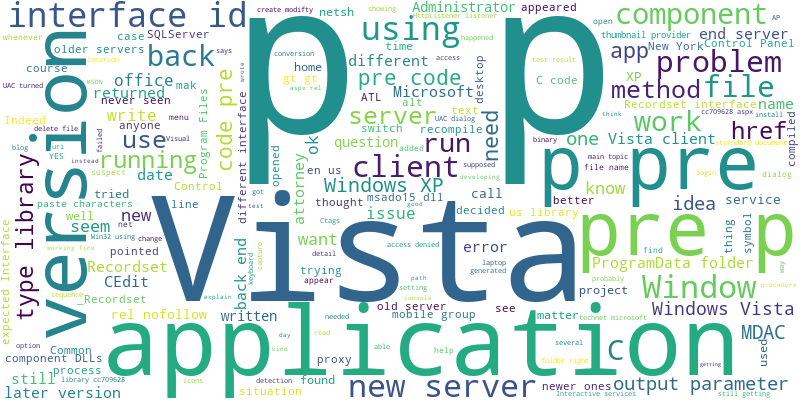 interface id
create modifty
netsh
showing
Administrator
appeared
HttpListener listener
open
AP
whenever
case
SQLServer
p p
using
component
older servers
says
time
end server
thumbnail provider
location
back
home
conversion
different
app
New York
Control Panel
UAC turned
MSON
office
access
happened
desktop
test result
XP
problem
course
returned
mak
wrote
gt gt
pre code
Microsoft
C code
method
file
never seen
menu
aspx rel
ATL
alt
UAC dialog
Recordset interface
name
Indeed
write
Program Files
code pre
different interface
server
text
need
cc709628 aspx
install
delete file
anyone
failed
Visual
ok
switch
recompile
binary
work
href
standard document
compiled
blog
uri
YES
use
question
added
run
one
Vista client
main topic
login
dialog
version
instead
running
suspect
date
client
supposed
developing
file name
think
type library
tried
Control
got
opened
en us
Windows XP
p pre
paste characters
line
test
attorney
msado15 dll
call
know
idea
service
well
net
new
Vista
thought
issue
decided
us library
better
seem
Win32 using
Ctags
good
want
pre p
thing
symbol
expected Interface
pointed
change
keyboard
access denied
find
way
working fine
CEdit
back end
capture
detail
trying
error
laptop
generated
ProgramData folder
Recordset
appear
path
setting
console
project
probably
Window
Windows Vista
sequence
Recordset
explain
old server
see
rel nofollow
written
needed
mobile group
matter
technet microsoft
MDAC
procedure
Common
application
day
read
several
C
used
option
component DLLs
kind
proxy
able
help
process
icons
detection
found
folder right
getting
still
library cc709628
situation
new server
newer ones
output parameter
later version
Interactive services
still getting